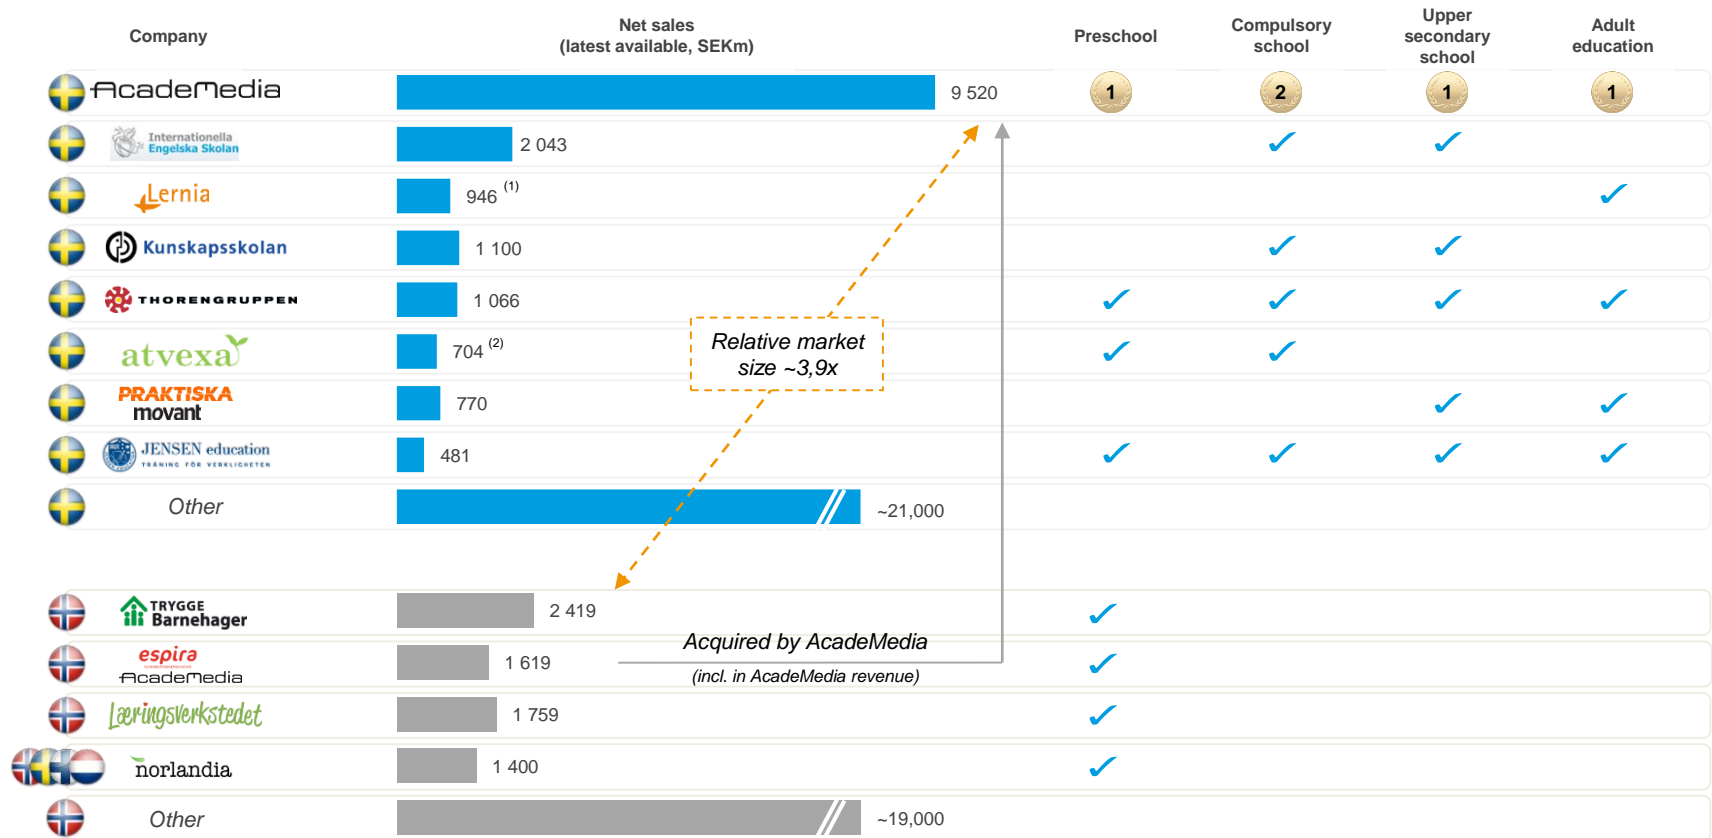 Company
Net sales
(latest available, SEKm)
Preschool
Compulsory
school
Upper
secondary
school
Adult
education
AcadeMedia
9 520
1
2
1
1
Internationella
Engelska Skolan
2 043
Lernia
946 (1)
Kunskapsskolan
1 100
THORENGRUPPEN
1 066
Relative market
size ~3,9x
atvexa
704 (2)
PRAKTISKA
movant
770
JENSEN education
TRÄNING FÖR VERKLIGHETEN
481
Other
~21,000
TRYGGE
Barnehager
2 419
espira
AcadeMedia
1 619
Acquired by AcadeMedia
(incl. in AcadeMedia revenue)
Læringsverkstedet
1 759
norlandia
1 400
Other
~19,000